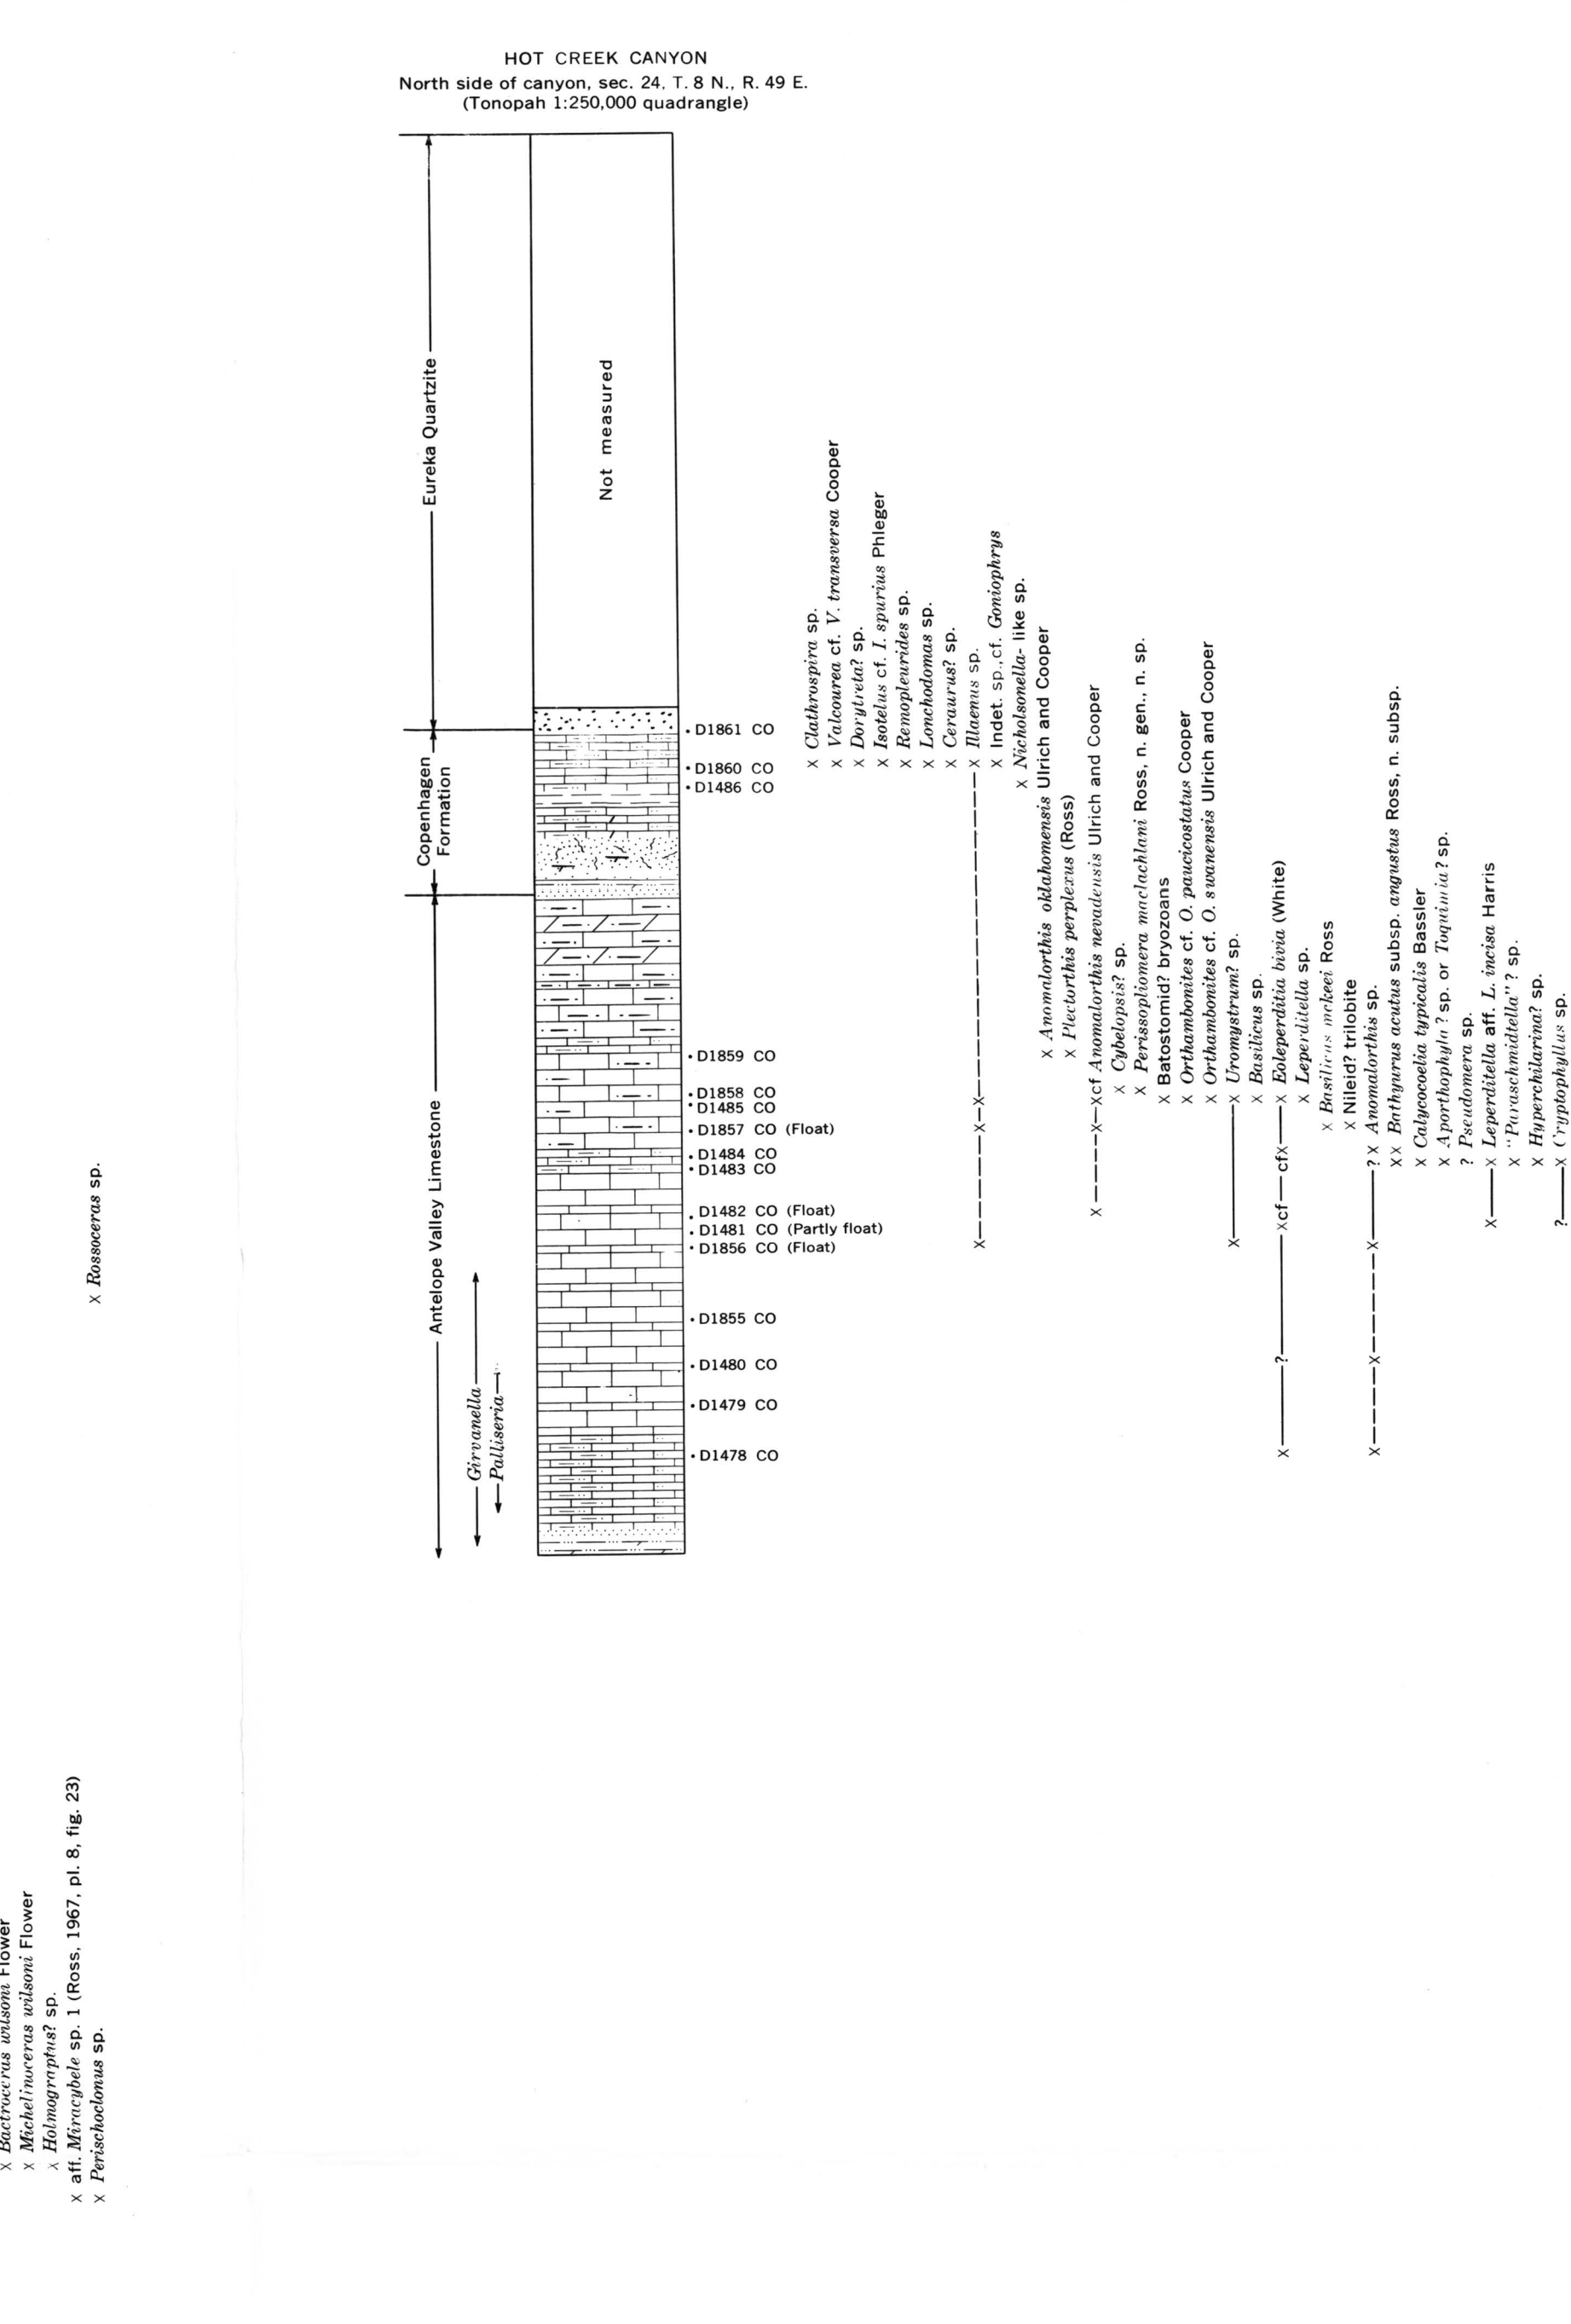 HOT CREEK CANYON
North side of canyon, sec. 24, T. 8 N., R. 49 E.
(Tonopah 1:250,000 quadrangle)
Eureka Quartzite
Not measured
Copenhagen
Formation
Antelope Valley Limestone
Girvanella
Palliseria
D1861 CO
D1860 CO
D1486 CO
D1859 CO
D1858 CO
D1485 CO
D1857 CO (Float)
D1484 CO
D1483 CO
D1482 CO (Float)
D1481 CO (Partly float)
D1856 CO (Float)
D1855 CO
D1480 CO
D1479 CO
D1478 CO
x Clathrospira sp.
x Valcourea cf. V. transversa Cooper
x Dorytreta? sp.
x Isotelus cf. I. spurius Phleger
x Remopleurides sp.
x Lonchodomas sp.
x Ceraurus? sp.
x–––x–x–––x Illaenus sp.
x Indet. sp., cf. Goniophrys
x Nicholsonella- like sp.
x Anomalorthis oklahomensis Ulrich and Cooper
x Plectorthis perplexus (Ross)
x––––x–xcf Anomalorthis nevadensis Ulrich and Cooper
x Cybelopsis? sp.
x Perissopliomera maclachlani Ross, n. gen., n. sp.
x Batostomid? bryozoans
x Orthambonites cf. O. paucicostatus Cooper
x Orthambonites cf. O. swanensis Ulrich and Cooper
x——x Uromystrum? sp.
x Basilicus sp.
x——?——xcf—cfx—x Eoleperditia bivia (White)
x Leperditella sp.
x Basilicus mckeei Ross
x Nileid? trilobite
x––––x––––x——?x Anomalorthis sp.
xx Bathyurus acutus subsp. angustus Ross, n. subsp.
x Calycocoelia typicalis Bassler
x Aporthophyla? sp. or Toquimia? sp.
? Pseudomera sp.
x——x Leperditella aff. L. incisa Harris
x "Paraschmidtella"? sp.
x Hyperchilarina? sp.
?——x Cryptophyllus sp.
x Rossoceras sp.
x Bactroceras wilsoni Flower
x Michelinoceras wilsoni Flower
x Holmograptus? sp.
x aff. Miracybele sp. 1 (Ross, 1967, pl. 8, fig. 23)
x Perischoclonus sp.